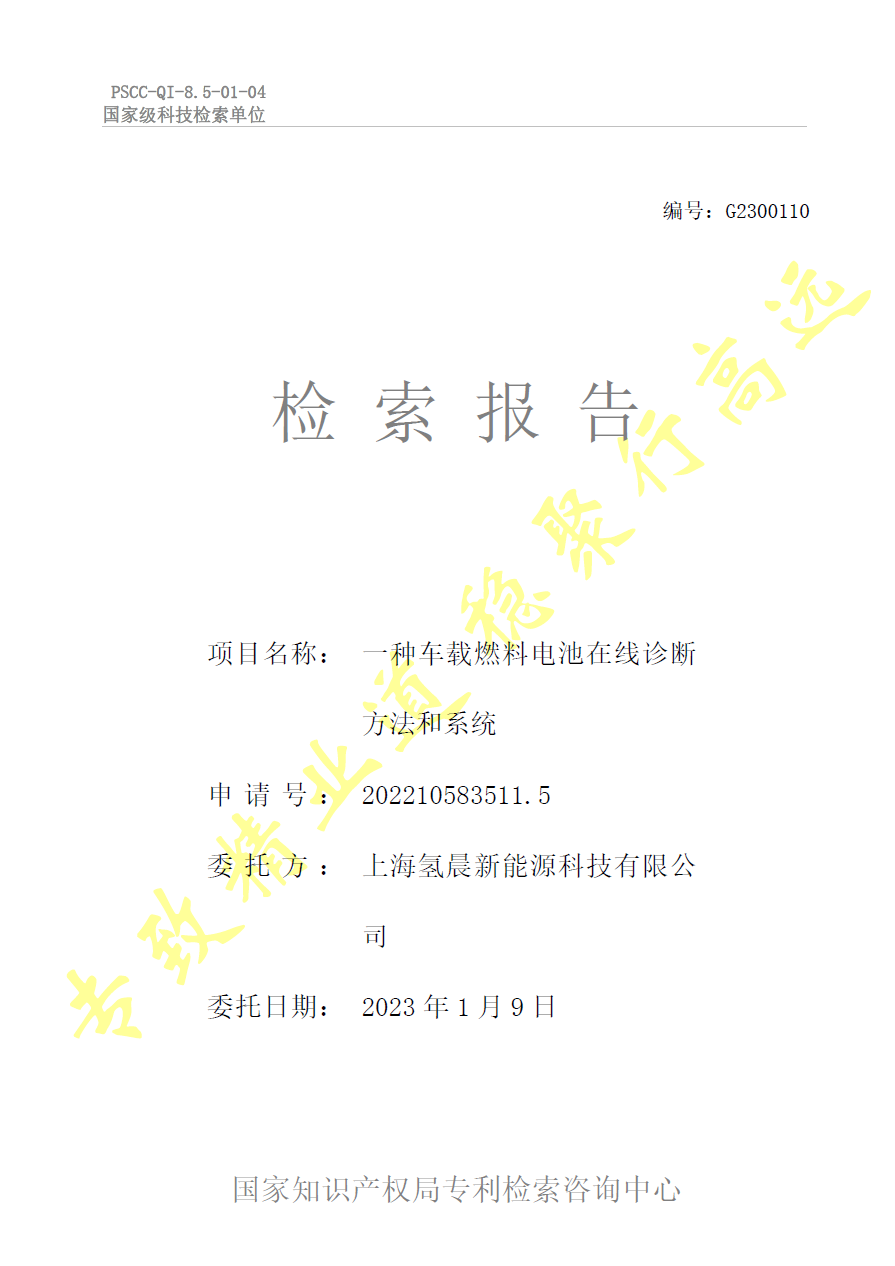 PSCC-QI-8.5-01-04
国家级科技检索单位
编号：G2300110
检 索 报 告
项目名称： 一种车载燃料电池在线诊断
方法和系统
申 请 号 ： 202210583511.5
委 托 方 ： 上海氢晨新能源科技有限公
司
委托日期： 2023 年 1 月 9 日
专致精业道稳聚行高远
国家知识产权局专利检索咨询中心